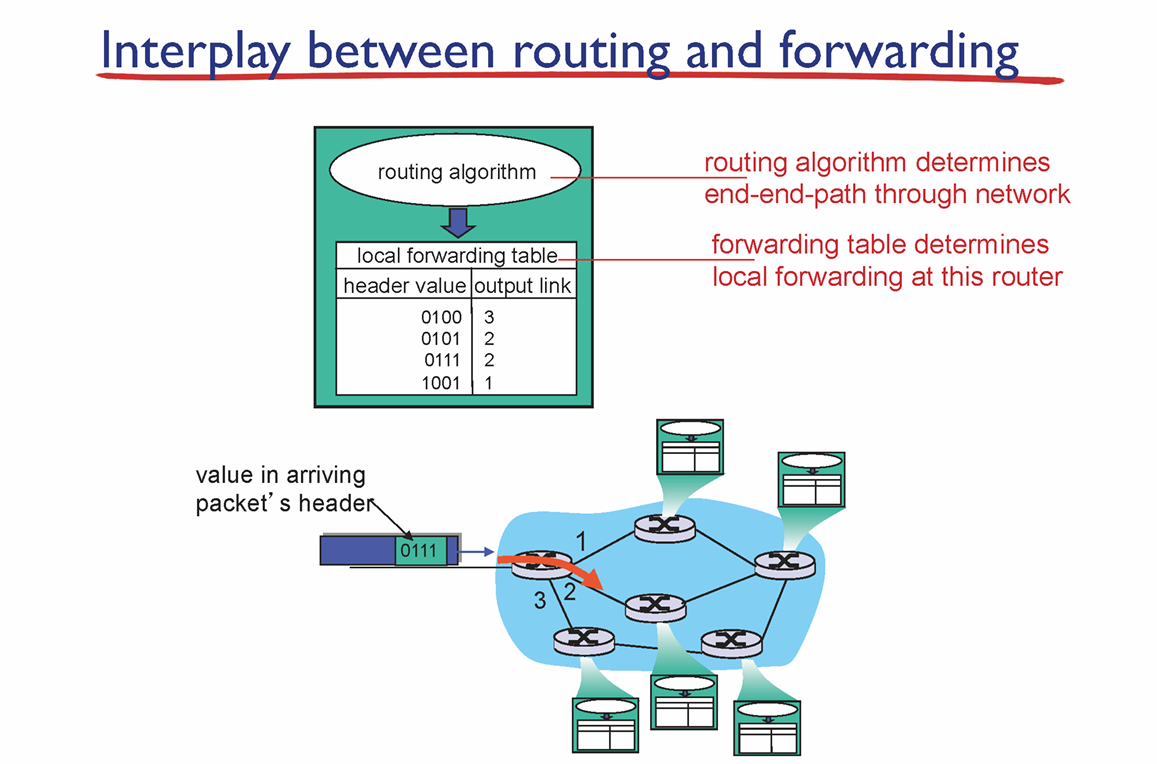 Interplay between routing and forwarding
routing algorithm
routing algorithm determines
end-end-path through network
local forwarding table
forwarding table determines
local forwarding at this router
header value output link
0100 3
0101 2
0111 2
1001 1
value in arriving
packet’s header
0111
1
2
3